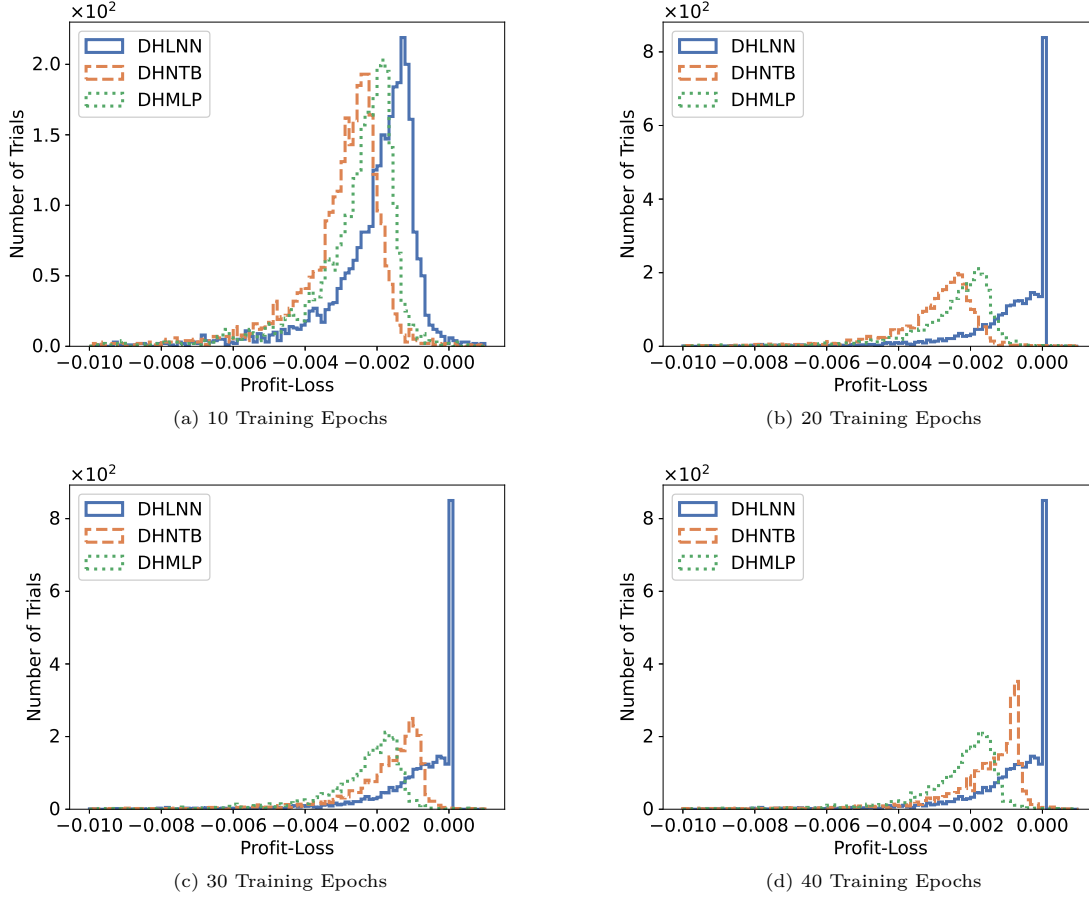 ×10²
2.0
1.5
1.0
0.5
0.0
Number of Trials
DHLNN
DHNTB
DHMLP
−0.010 −0.008 −0.006 −0.004 −0.002 0.000
Profit-Loss
(a) 10 Training Epochs
×10²
8
6
4
2
0
Number of Trials
DHLNN
DHNTB
DHMLP
−0.010 −0.008 −0.006 −0.004 −0.002 0.000
Profit-Loss
(b) 20 Training Epochs
×10²
8
6
4
2
0
Number of Trials
DHLNN
DHNTB
DHMLP
−0.010 −0.008 −0.006 −0.004 −0.002 0.000
Profit-Loss
(c) 30 Training Epochs
×10²
8
6
4
2
0
Number of Trials
DHLNN
DHNTB
DHMLP
−0.010 −0.008 −0.006 −0.004 −0.002 0.000
Profit-Loss
(d) 40 Training Epochs